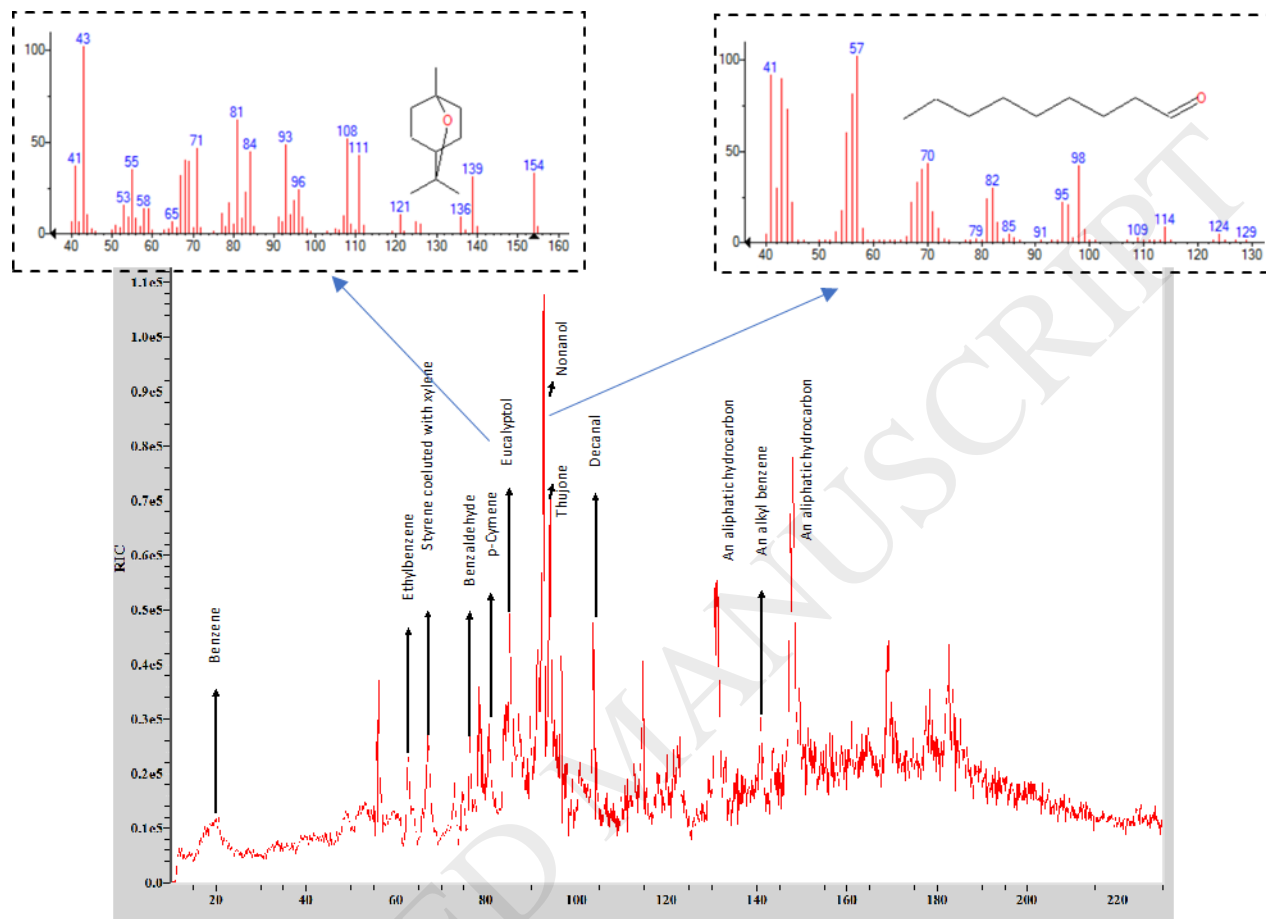 100
50
0
43
41
53
55
58
65
71
81
84
93
96
108
111
121
136
139
154
O
40 50 60 70 80 90 100 110 120 130 140 150 160
100
50
0
41
57
70
79
82
85
91
95
98
109
114
124
129
O
40 50 60 70 80 90 100 110 120 130
RIC
1.1e5
1.0e5
0.9e5
0.8e5
0.7e5
0.6e5
0.5e5
0.4e5
0.3e5
0.2e5
0.1e5
0.0
Benzene
Ethylbenzene
Styrene coeluted with xylene
Benzaldehyde
p-Cymene
Eucalyptol
Nonanol
Thujone
Decanal
An aliphatic hydrocarbon
An alkyl benzene
An aliphatic hydrocarbon
20 40 60 80 100 120 140 160 180 200 220
ED MANUSCRIPT